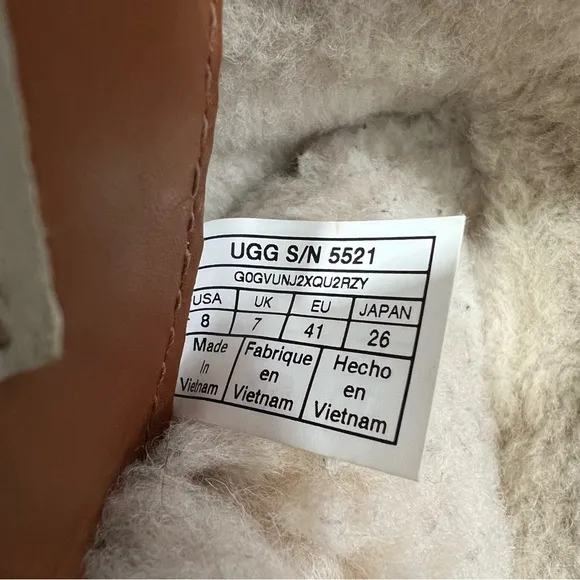 UGG S/N 5521
G0GVUNJ2XQU2RZY
USA UK EU JAPAN
8 7 41 26
Made Fabrique Hecho
In en en
Vietnam Vietnam Vietnam